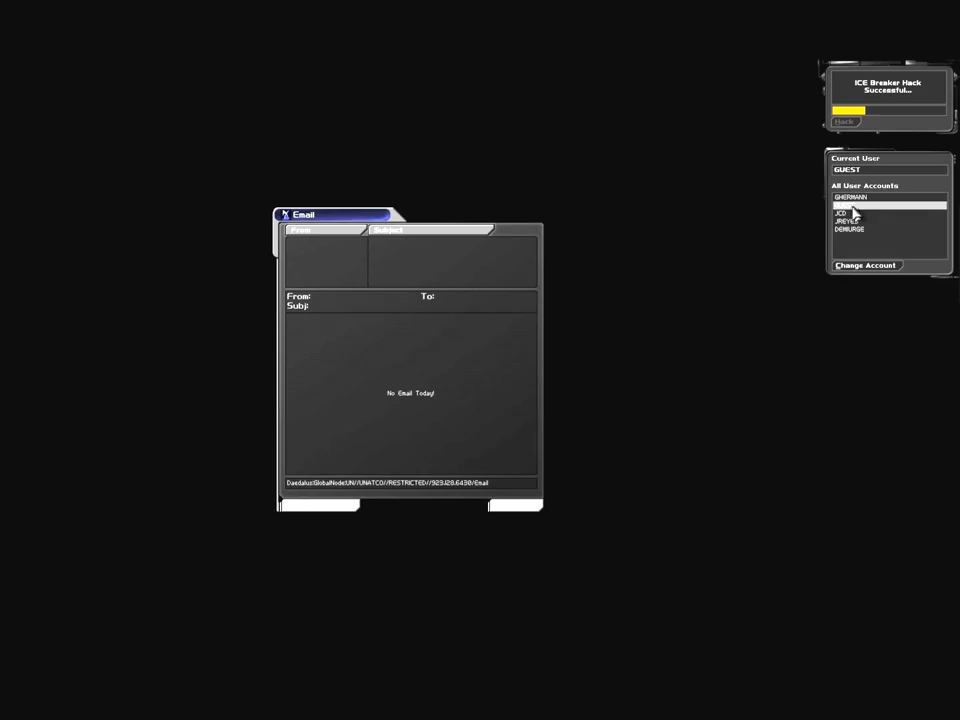 ICE Breaker Hack
Successful...
Hack
Current User
GUEST
All User Accounts
GHERMANN
JCD
JREYES
DEMIURGE
Change Account
Email
From Subject
From: To:
Subj:
No Email Today!
Daedalus:GlobalNode:UN//UNATCO//RESTRICTED//923.128.6430/Email